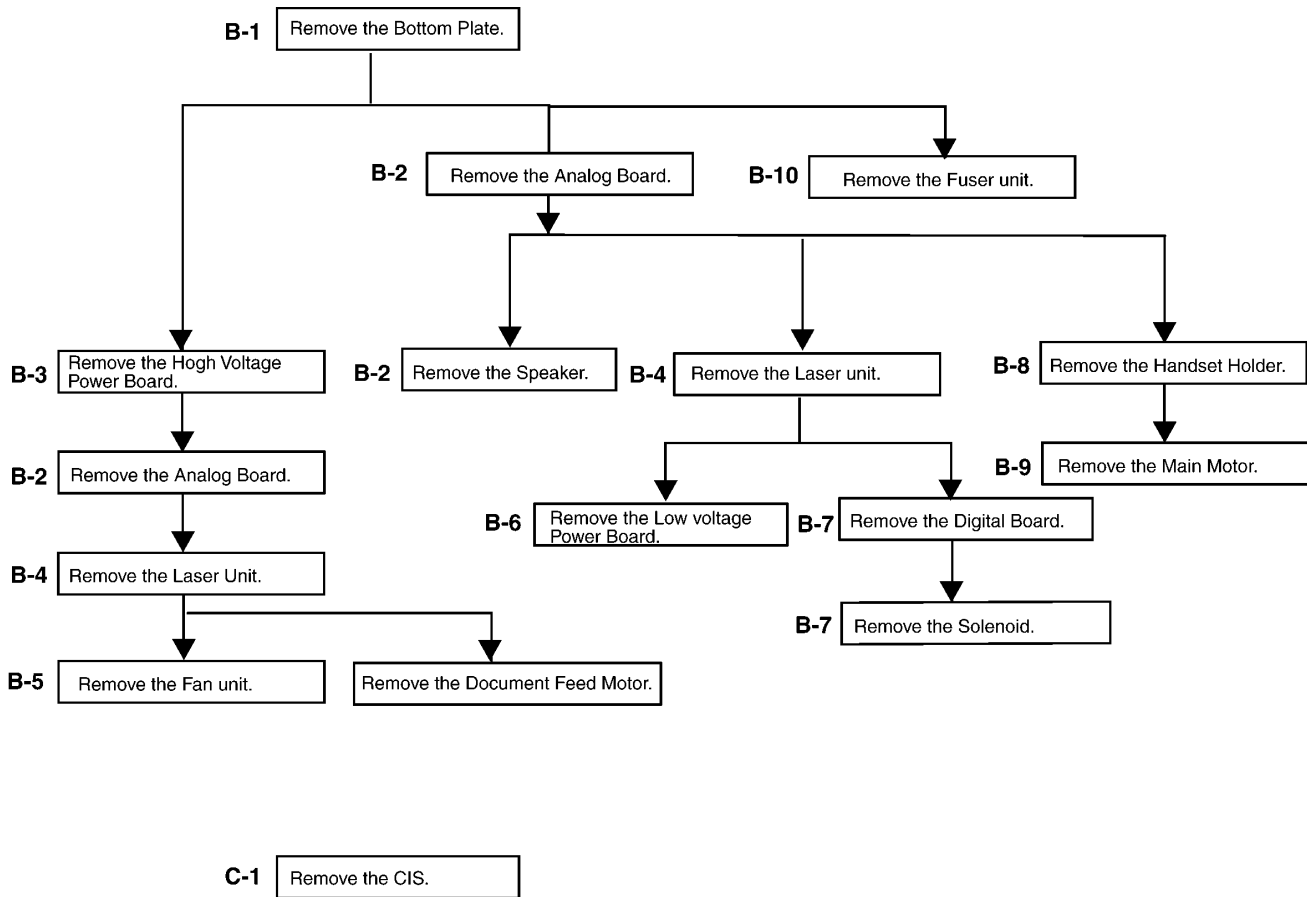 B-1 Remove the Bottom Plate.
B-2 Remove the Analog Board.
B-10 Remove the Fuser unit.
B-3 Remove the Hogh Voltage
Power Board.
B-2 Remove the Speaker.
B-4 Remove the Laser unit.
B-8 Remove the Handset Holder.
B-2 Remove the Analog Board.
B-9 Remove the Main Motor.
B-6 Remove the Low voltage
Power Board.
B-7 Remove the Digital Board.
B-4 Remove the Laser Unit.
B-7 Remove the Solenoid.
B-5 Remove the Fan unit.
Remove the Document Feed Motor.
C-1 Remove the CIS.